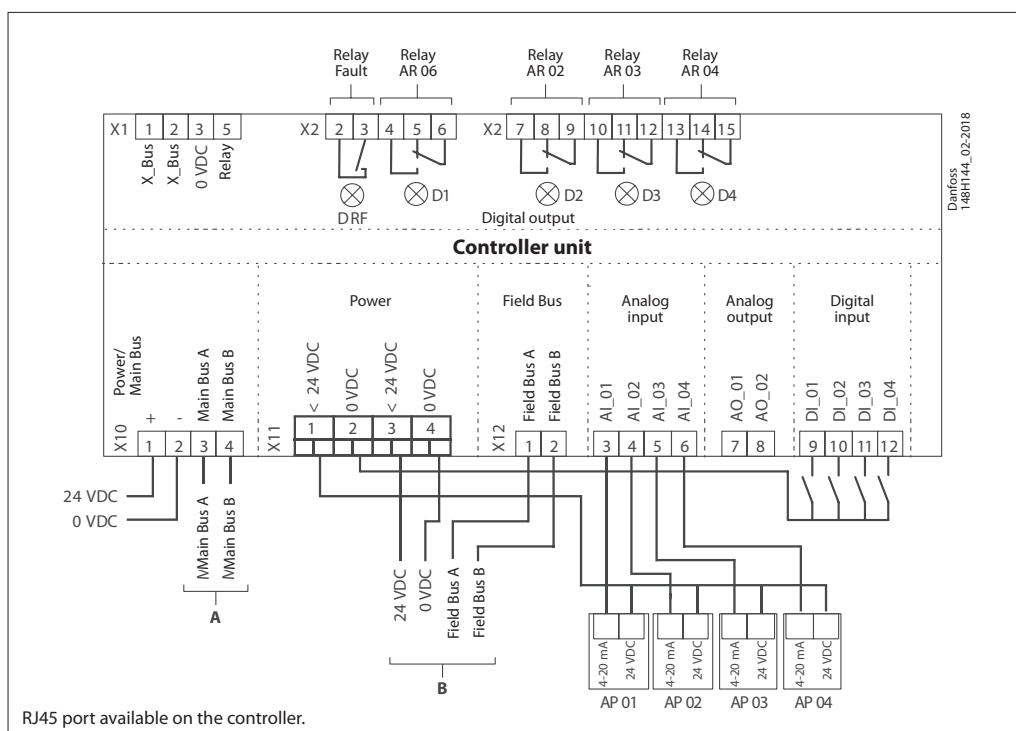 Relay Fault
Relay AR 06
Relay AR 02
Relay AR 03
Relay AR 04
X1 1 2 3 5
X2 2 3 4 5 6
X2 7 8 9 10 11 12 13 14 15
X_Bus
X_Bus
0 VDC
Relay
DRF
D1
D2
D3
D4
Digital output
Danfoss
148H144_02-2018
Controller unit
Power
Field Bus
Analog input
Analog output
Digital input
Power/
Main Bus
+
-
Main Bus A
Main Bus B
< 24 VDC
0 VDC
< 24 VDC
0 VDC
Field Bus A
Field Bus B
AI_01
AI_02
AI_03
AI_04
AO_01
AO_02
DI_01
DI_02
DI_03
DI_04
X10 1 2 3 4
X11 1 2 3 4
X12 1 2 3 4 5 6 7 8 9 10 11 12
24 VDC
0 VDC
MMain Bus A
MMain Bus B
A
24 VDC
0 VDC
Field Bus A
Field Bus B
B
4-20 mA
24 VDC
4-20 mA
24 VDC
4-20 mA
24 VDC
4-20 mA
24 VDC
AP 01
AP 02
AP 03
AP 04
RJ45 port available on the controller.